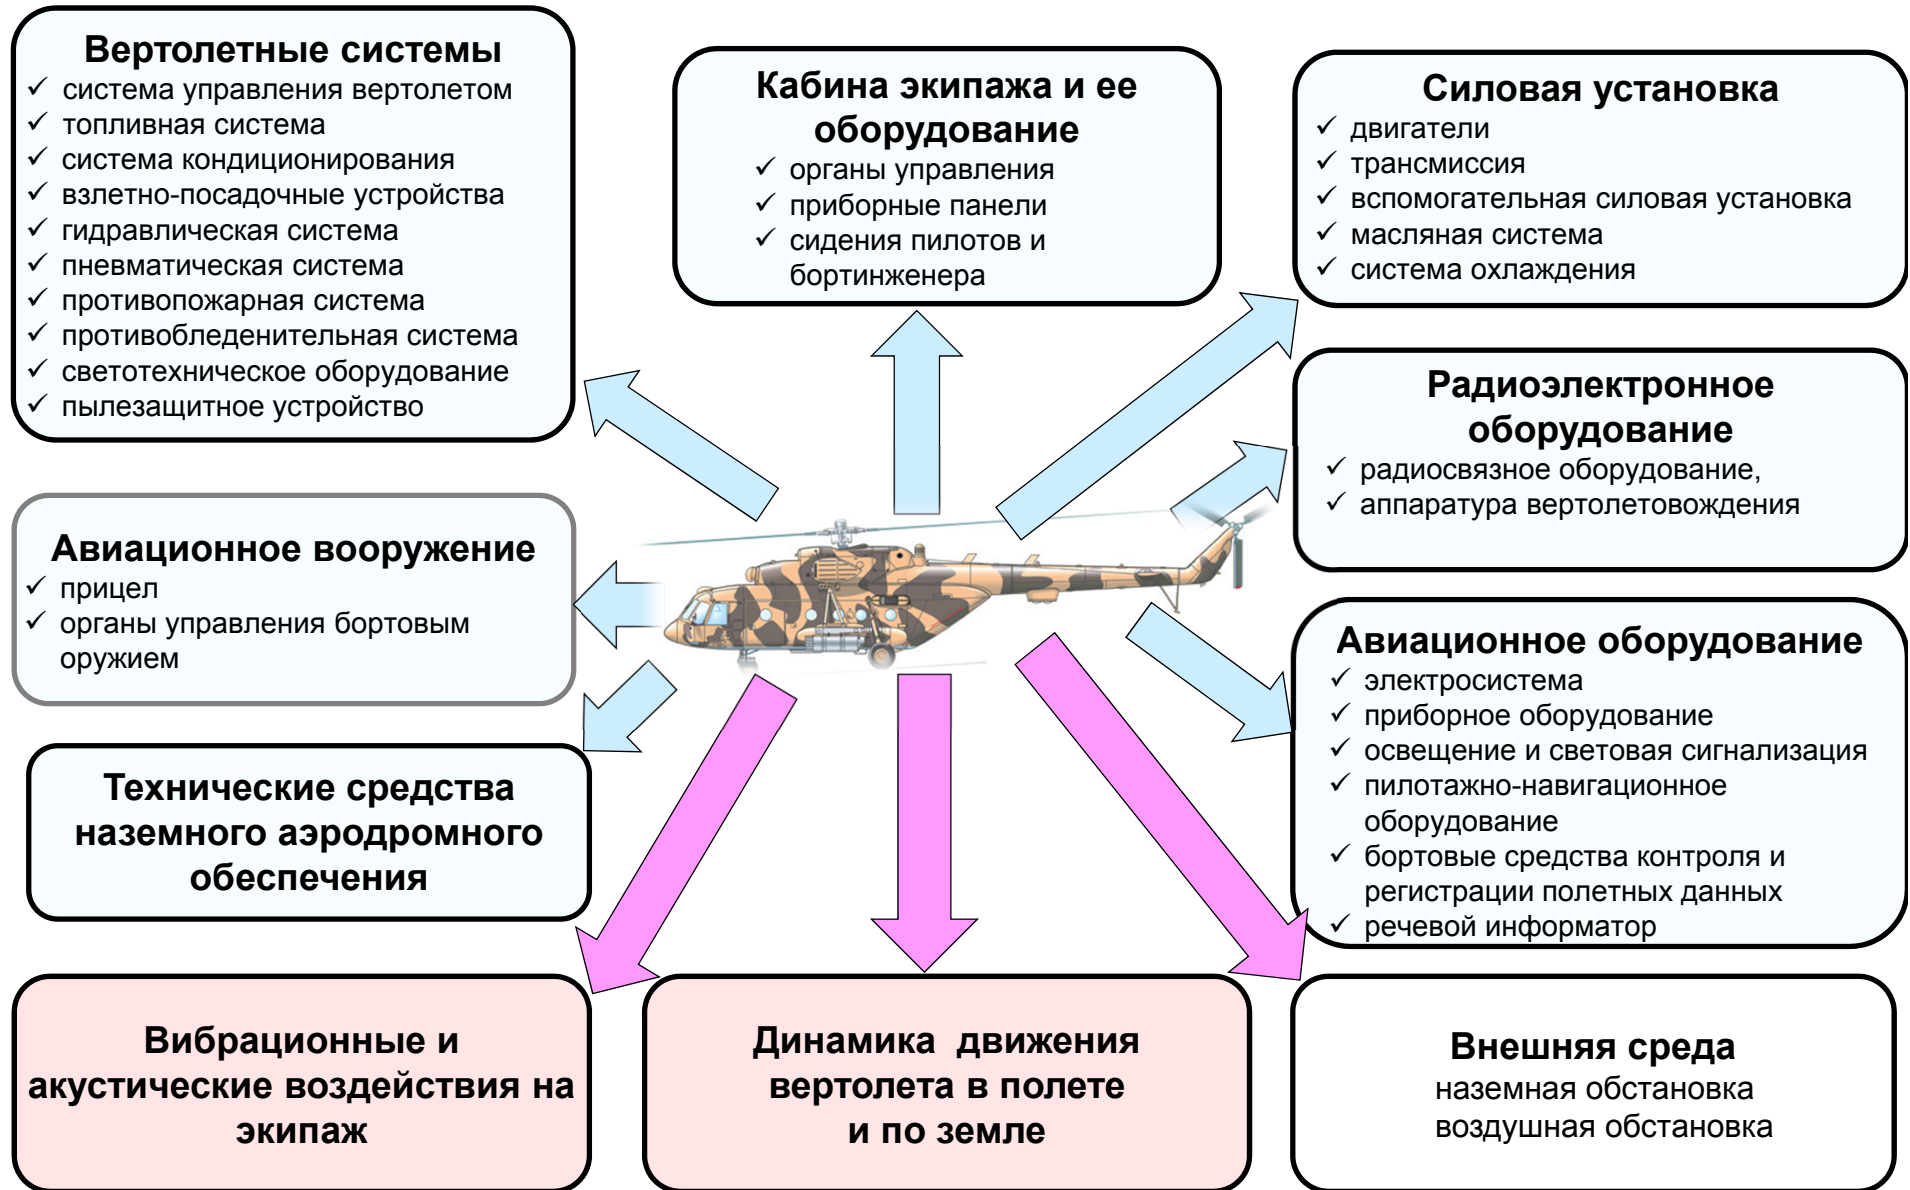 Вертолетные системы
✓ система управления вертолетом
✓ топливная система
✓ система кондиционирования
✓ взлетно-посадочные устройства
✓ гидравлическая система
✓ пневматическая система
✓ противопожарная система
✓ противобледенительная система
✓ светотехническое оборудование
✓ пылезащитное устройство
Кабина экипажа и ее
оборудование
✓ органы управления
✓ приборные панели
✓ сидения пилотов и
бортинженера
Силовая установка
✓ двигатели
✓ трансмиссия
✓ вспомогательная силовая установка
✓ масляная система
✓ система охлаждения
Радиоэлектронное
оборудование
✓ радиосвязное оборудование,
✓ аппаратура вертолетовождения
Авиационное вооружение
✓ прицел
✓ органы управления бортовым
оружием
Авиационное оборудование
✓ электросистема
✓ приборное оборудование
✓ освещение и световая сигнализация
✓ пилотажно-навигационное
оборудование
✓ бортовые средства контроля и
регистрации полетных данных
✓ речевой информатор
Технические средства
наземного аэродромного
обеспечения
Вибрационные и
акустические воздействия на
экипаж
Динамика движения
вертолета в полете
и по земле
Внешняя среда
наземная обстановка
воздушная обстановка